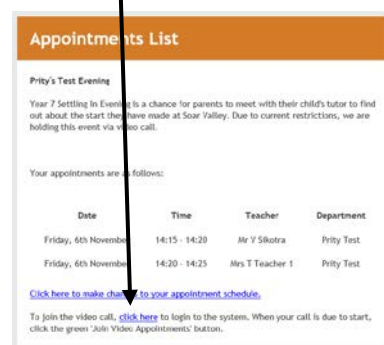 Appointments List
Prity's Test Evening
Year 7 Settling In Evening is a chance for parents to meet with their child's tutor to find
out about the start they have made at Soar Valley. Due to current restrictions, we are
holding this event via video call.
Your appointments are as follows:
Date Time Teacher Department
Friday, 6th November 14:15 - 14:20 Mr V Sikotra Prity Test
Friday, 6th November 14:20 - 14:25 Mrs T Teacher 1 Prity Test
Click here to make changes to your appointment schedule.
To join the video call, click here to login to the system. When your call is due to start,
click the green 'Join Video Appointments' button.